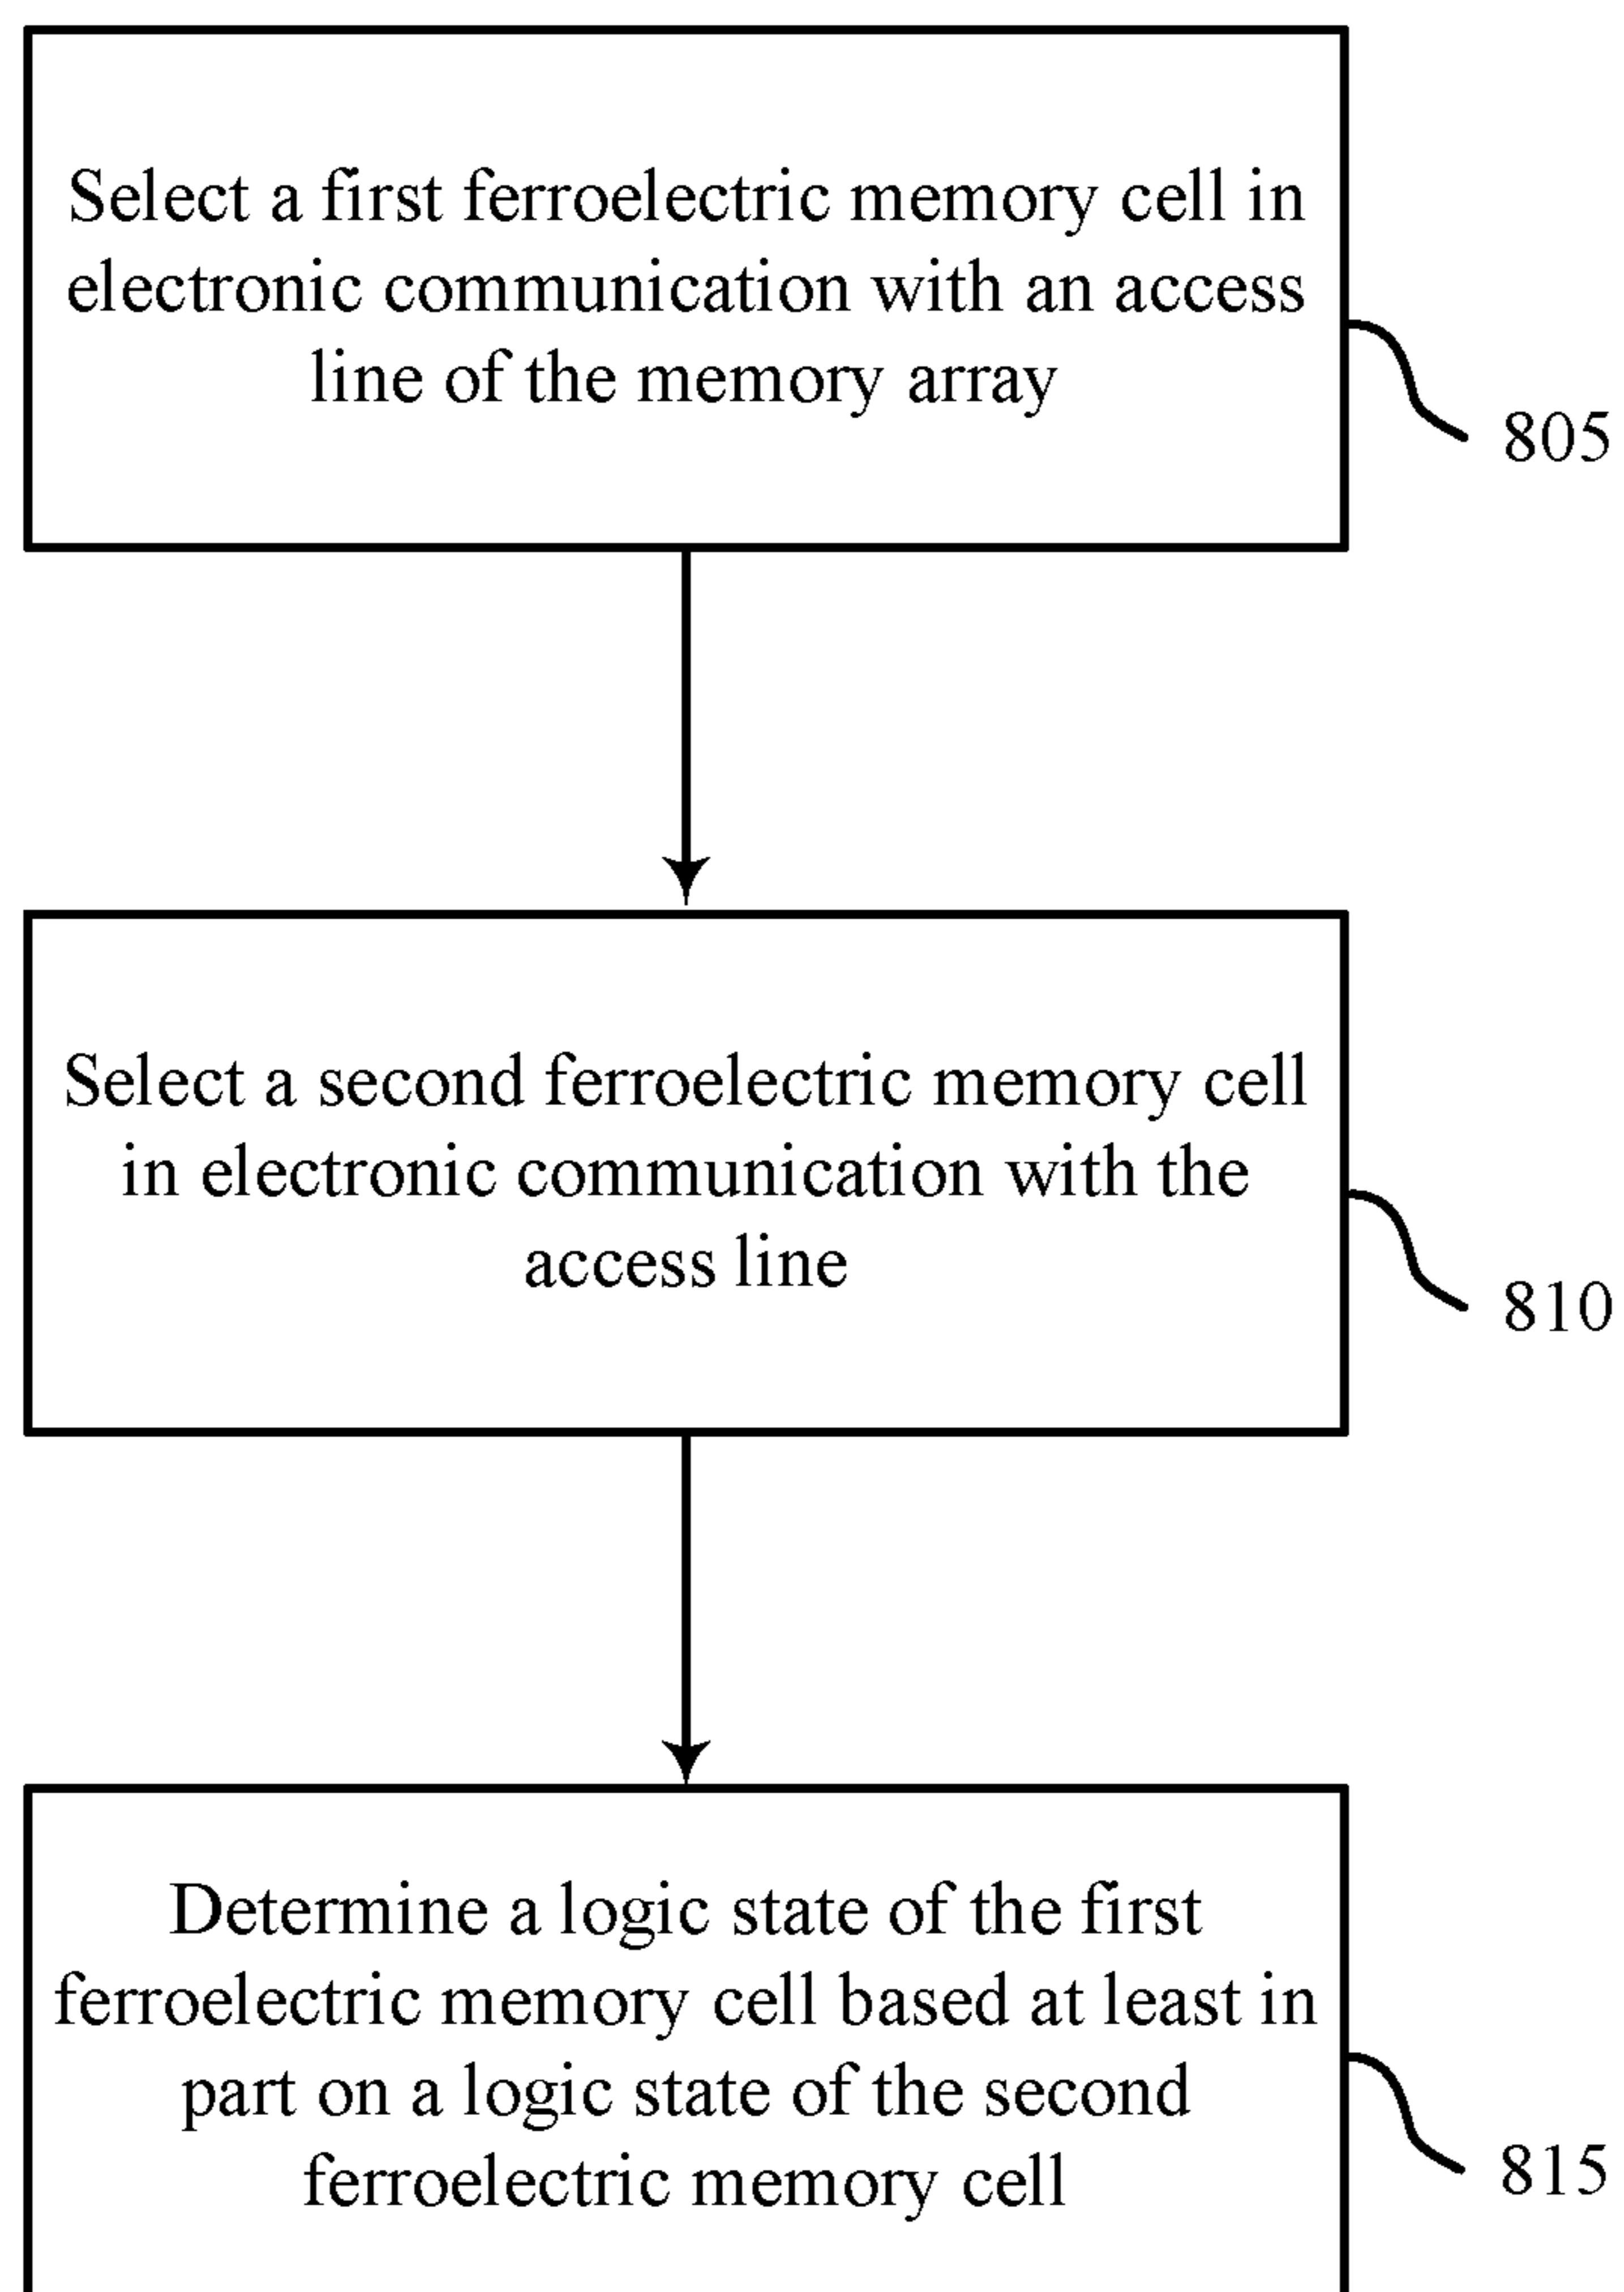 Select a first ferroelectric memory cell in
electronic communication with an access
line of the memory array
805
Select a second ferroelectric memory cell
in electronic communication with the
access line
810
Determine a logic state of the first
ferroelectric memory cell based at least in
part on a logic state of the second
ferroelectric memory cell
815